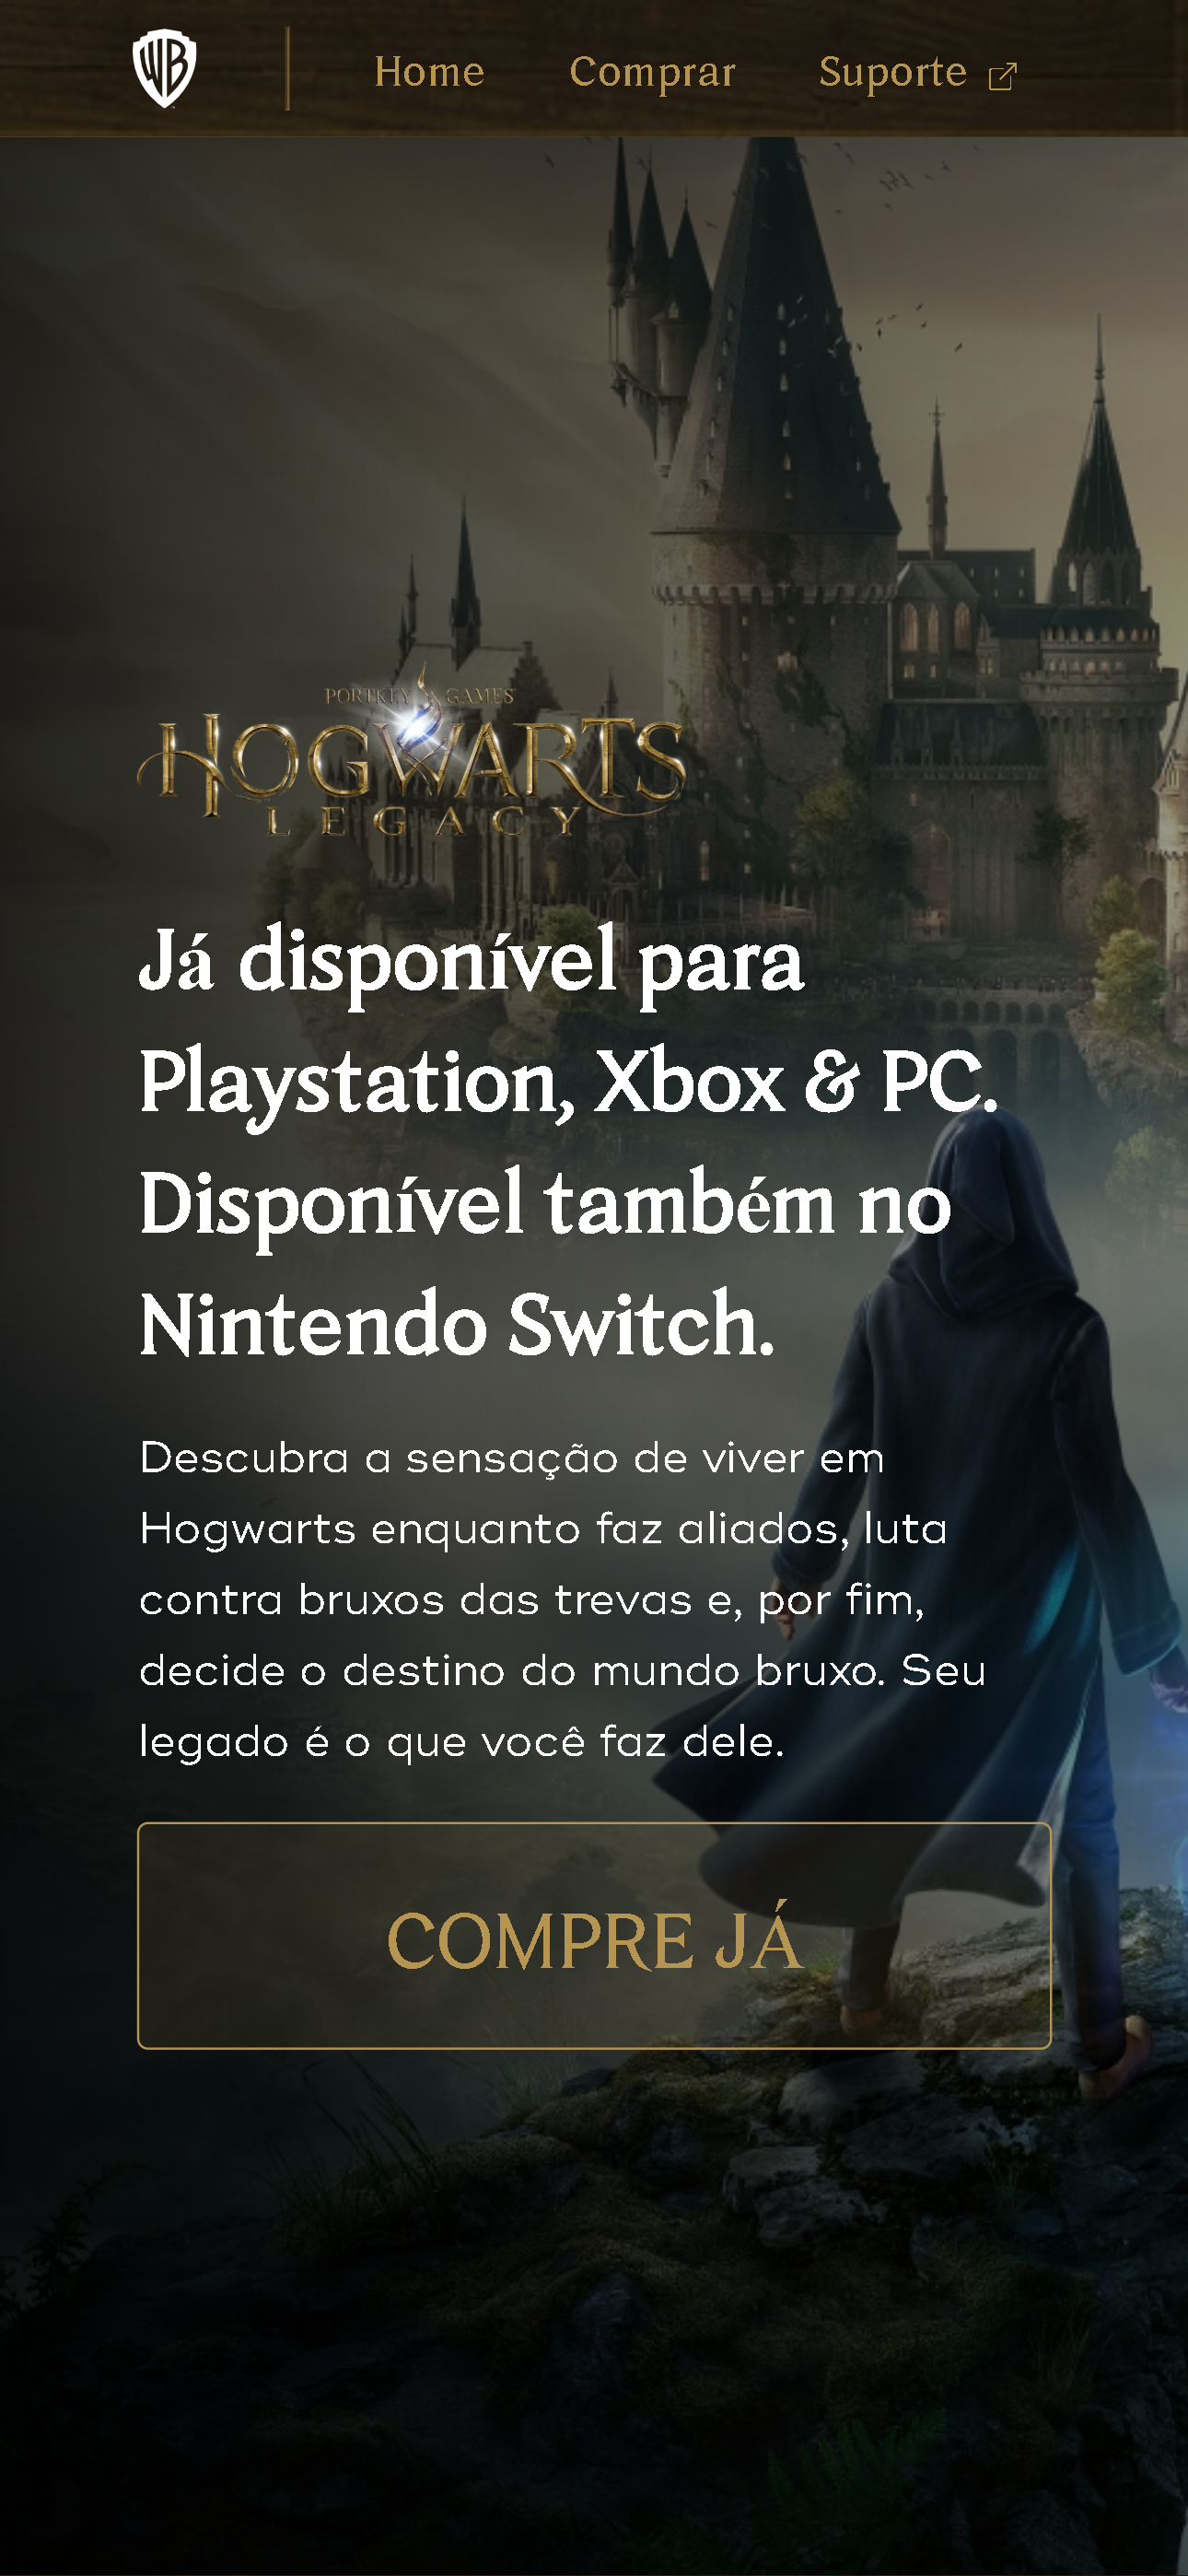 WB
Home Comprar Suporte
PORTKEY GAMES
HOGWARTS
LEGACY
Já disponível para
Playstation, Xbox & PC.
Disponível também no
Nintendo Switch.
Descubra a sensação de viver em
Hogwarts enquanto faz aliados, luta
contra bruxos das trevas e, por fim,
decide o destino do mundo bruxo. Seu
legado é o que você faz dele.
COMPRE JÁ